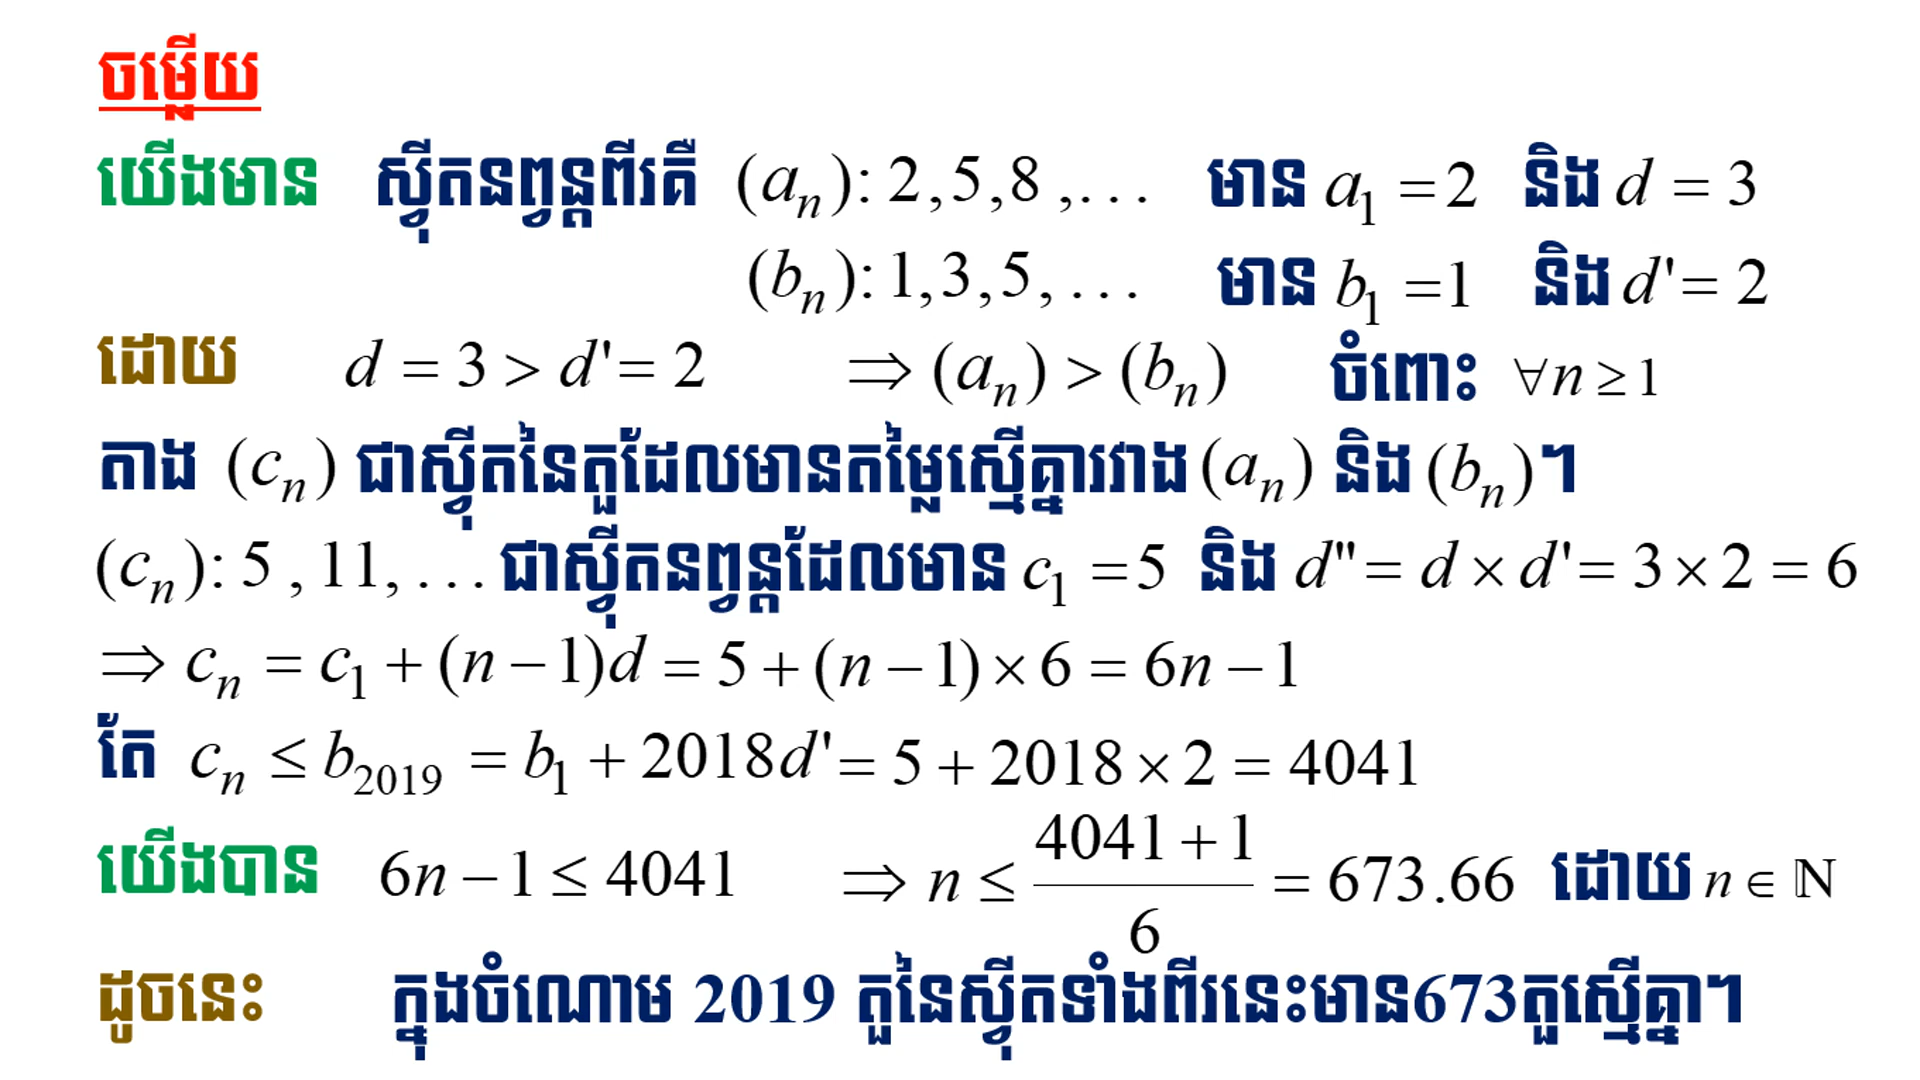 ចម្លើយ
យើងមាន ស្វ៊ីតនព្វន្តពីរគឺ (aₙ): 2,5,8 ,... មាន a₁ =2 និង d = 3
(bₙ): 1,3,5, ... មាន b₁ =1 និង d'= 2
ដោយ d = 3 > d'= 2 ⇒ (aₙ) > (bₙ) ចំពោះ ∀n ≥ 1
តាង (cₙ) ជាស្វ៊ីតនៃតួដែលមានតម្លៃស្មើគ្នារវាង (aₙ) និង (bₙ)។
(cₙ): 5 , 11, ... ជាស្វ៊ីតនព្វន្តដែលមាន c₁ =5 និង d''= d × d'= 3 × 2 = 6
⇒ cₙ = c₁ + (n − 1)d = 5 + (n − 1) × 6 = 6n − 1
តែ cₙ ≤ b₂₀₁₉ = b₁ + 2018d'= 5 + 2018 × 2 = 4041
យើងបាន 6n − 1 ≤ 4041 ⇒ n ≤ (4041 + 1)/6 = 673.66 ដោយ n ∈ ℕ
ដូចនេះ ក្នុងចំណោម 2019 តួនៃស្វ៊ីតទាំងពីរនេះមាន673តួស្មើគ្នា។